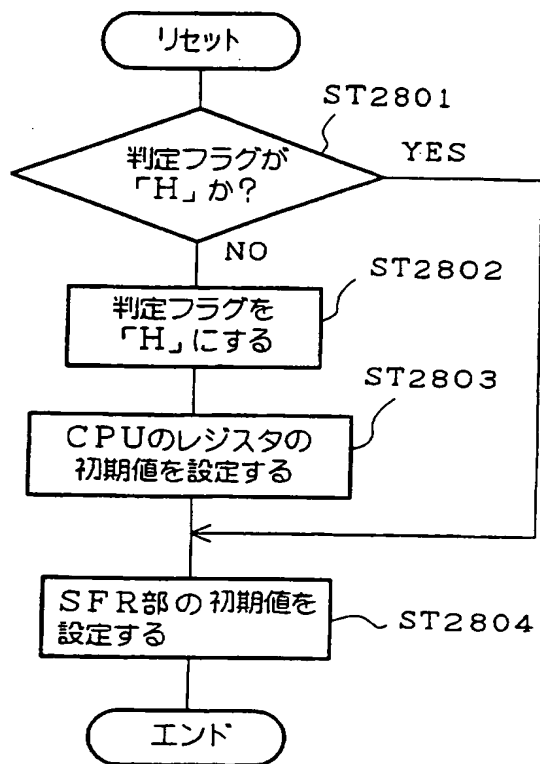 リセット
ST2801
判定フラグが
「H」か?
YES
NO
ST2802
判定フラグを
「H」にする
ST2803
CPUのレジスタの
初期値を設定する
SFR部の初期値を
設定する
ST2804
エンド